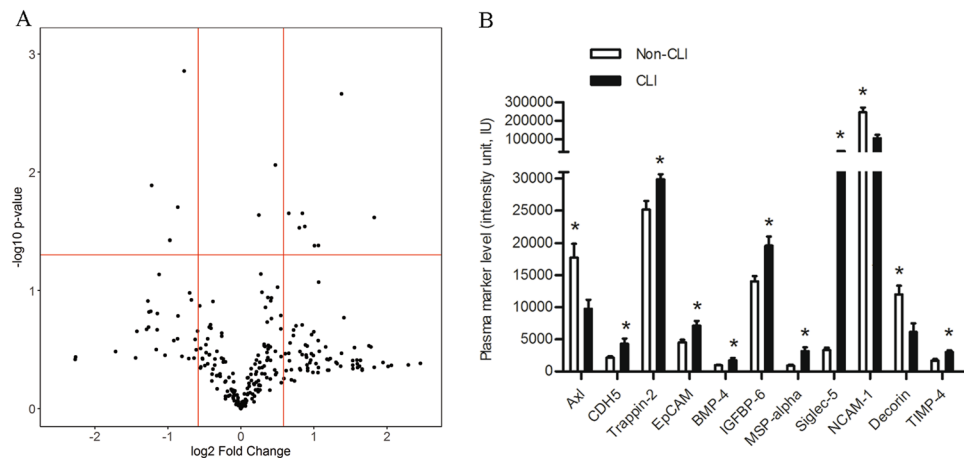 A
3
2
1
0
-log10 p-value
-2
-1
0
1
2
log2 Fold Change
B
Non-CLI
CLI
Plasma marker level (intensity unit, IU)
300000
200000
100000
30000
25000
20000
15000
10000
5000
0
* * * * * * * * * * *
Axl
CDH5
Trappin-2
EpCAM
BMP-4
IGFBP-6
MSP-alpha
Siglec-5
NCAM-1
Decorin
TIMP-4